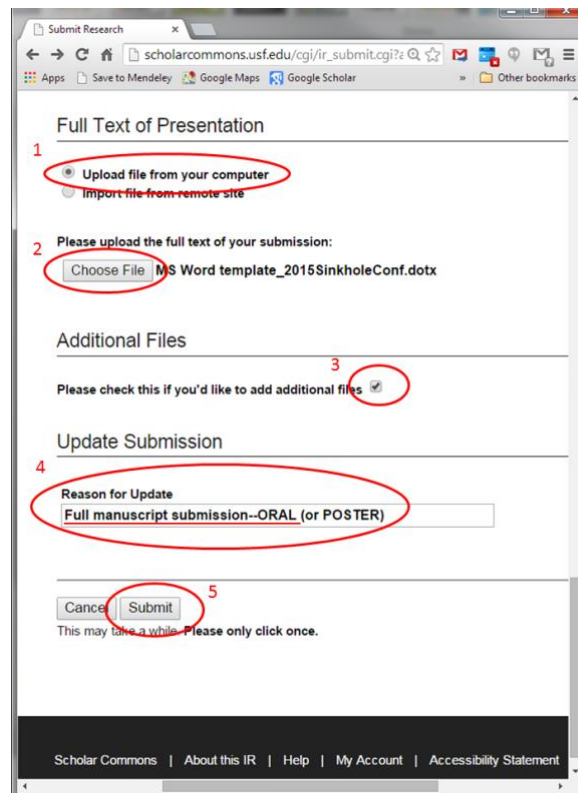 Submit Research
scholarcommons.usf.edu/cgi/ir_submit.cgi?
Apps Save to Mendeley Google Maps Google Scholar » Other bookmarks
Full Text of Presentation
1
Upload file from your computer
Import file from remote site
Please upload the full text of your submission:
2
Choose File MS Word template_2015SinkholeConf.dotx
Additional Files
3
Please check this if you'd like to add additional files
Update Submission
4
Reason for Update
Full manuscript submission--ORAL (or POSTER)
5
Cancel Submit
This may take a while. Please only click once.
Scholar Commons | About this IR | Help | My Account | Accessibility Statement